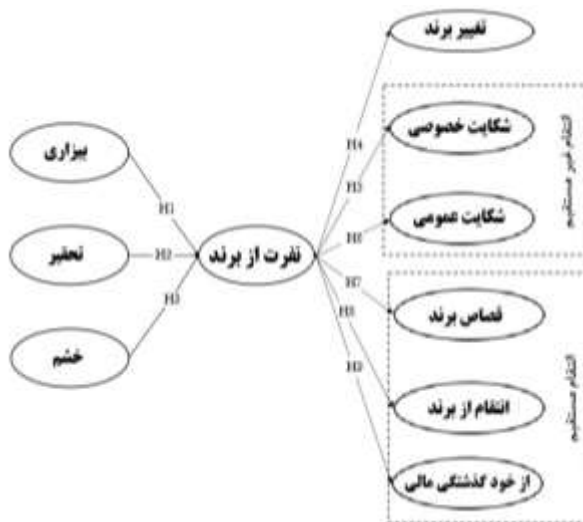 تغییر برند
شکایت خصوصی
شکایت عمومی
انتقام غیر مستقیم
بیزاری
تحقیر
خشم
نفرت از برند
قصاص برند
انتقام از برند
از خود گذشتگی مالی
انتقام مستقیم
H1
H2
H3
H4
H5
H6
H7
H8
H9